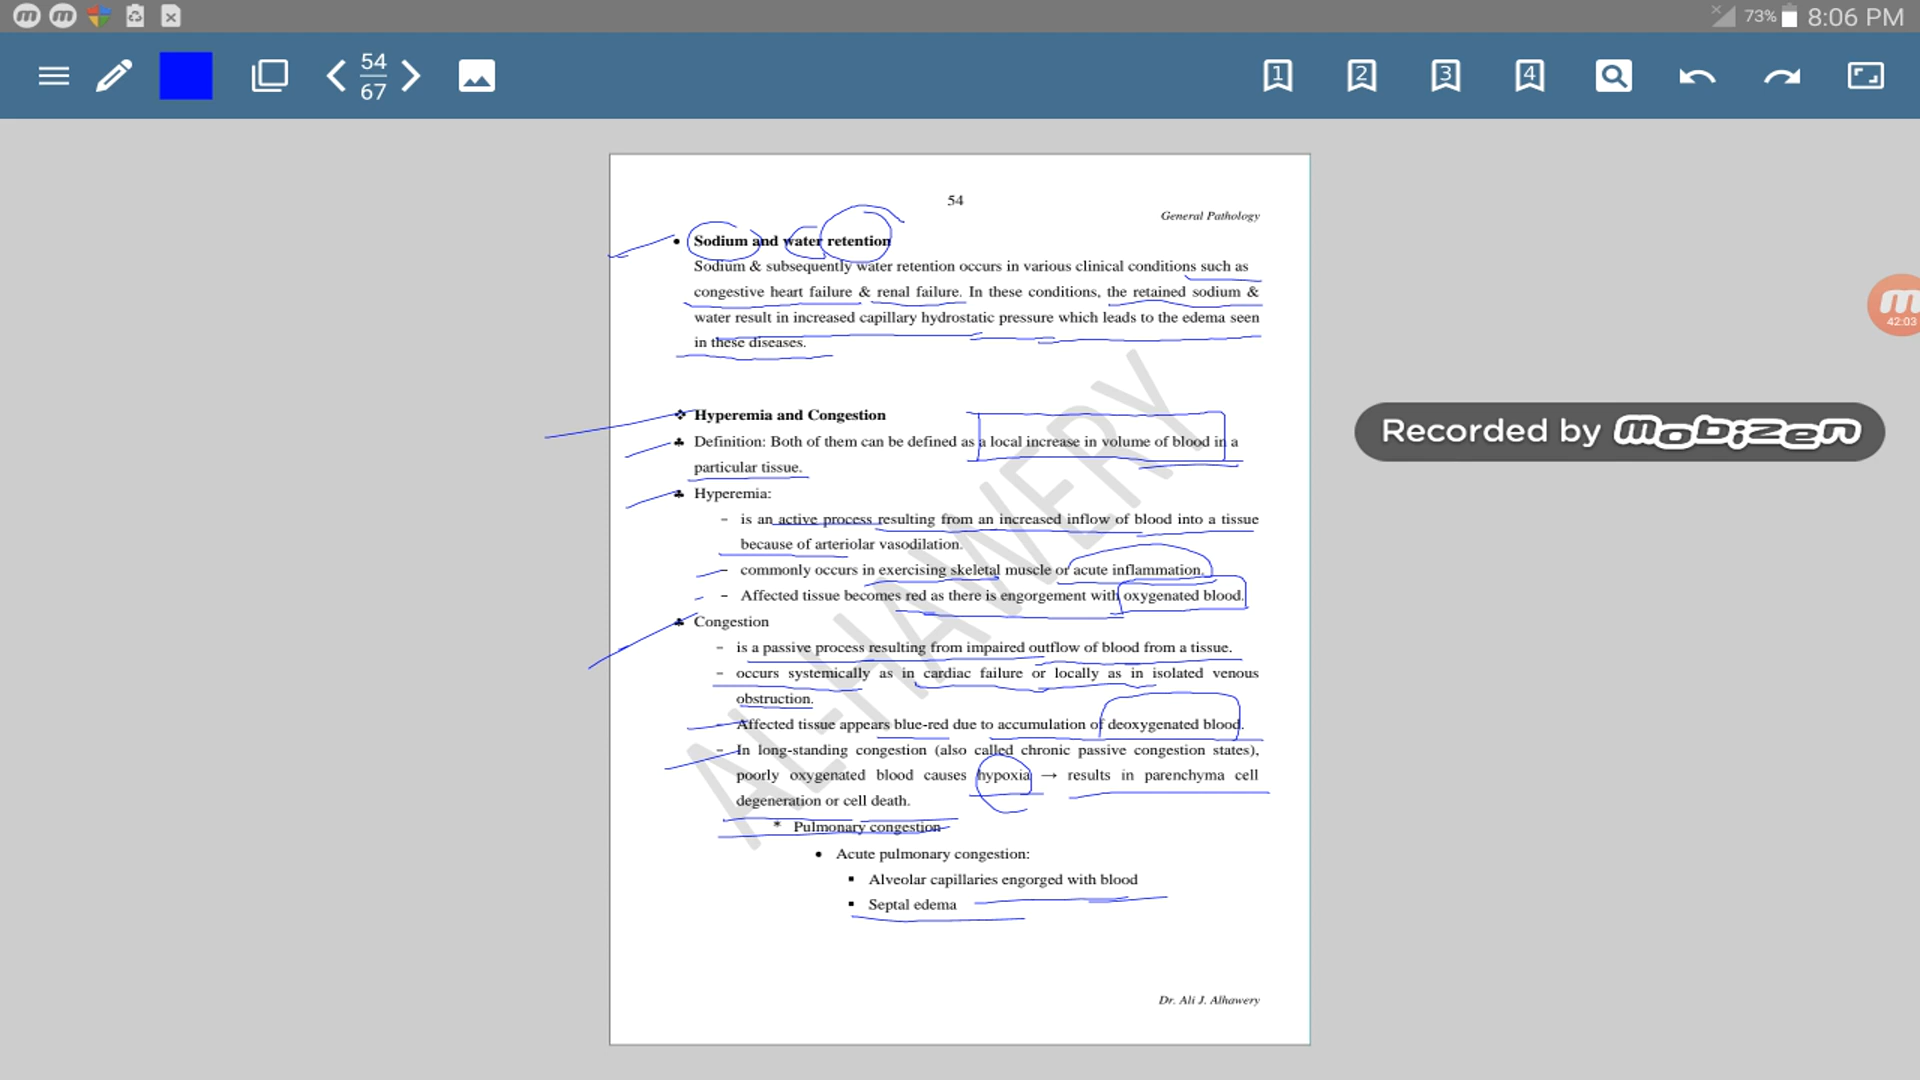 73% 8:06 PM
54
67
1 2 3 4
54
General Pathology
• Sodium and water retention
Sodium & subsequently water retention occurs in various clinical conditions such as
congestive heart failure & renal failure. In these conditions, the retained sodium &
water result in increased capillary hydrostatic pressure which leads to the edema seen
in these diseases.
❖ Hyperemia and Congestion
♣ Definition: Both of them can be defined as a local increase in volume of blood in a
particular tissue.
♣ Hyperemia:
- is an active process resulting from an increased inflow of blood into a tissue
because of arteriolar vasodilation.
- commonly occurs in exercising skeletal muscle or acute inflammation.
- Affected tissue becomes red as there is engorgement with oxygenated blood.
♣ Congestion
- is a passive process resulting from impaired outflow of blood from a tissue.
- occurs systemically as in cardiac failure or locally as in isolated venous
obstruction.
- Affected tissue appears blue-red due to accumulation of deoxygenated blood.
- In long-standing congestion (also called chronic passive congestion states),
poorly oxygenated blood causes hypoxia → results in parenchyma cell
degeneration or cell death.
* Pulmonary congestion
• Acute pulmonary congestion:
▪ Alveolar capillaries engorged with blood
▪ Septal edema
Dr. Ali J. Alhawery
AL-HAWERY
42:03
Recorded by mobizen